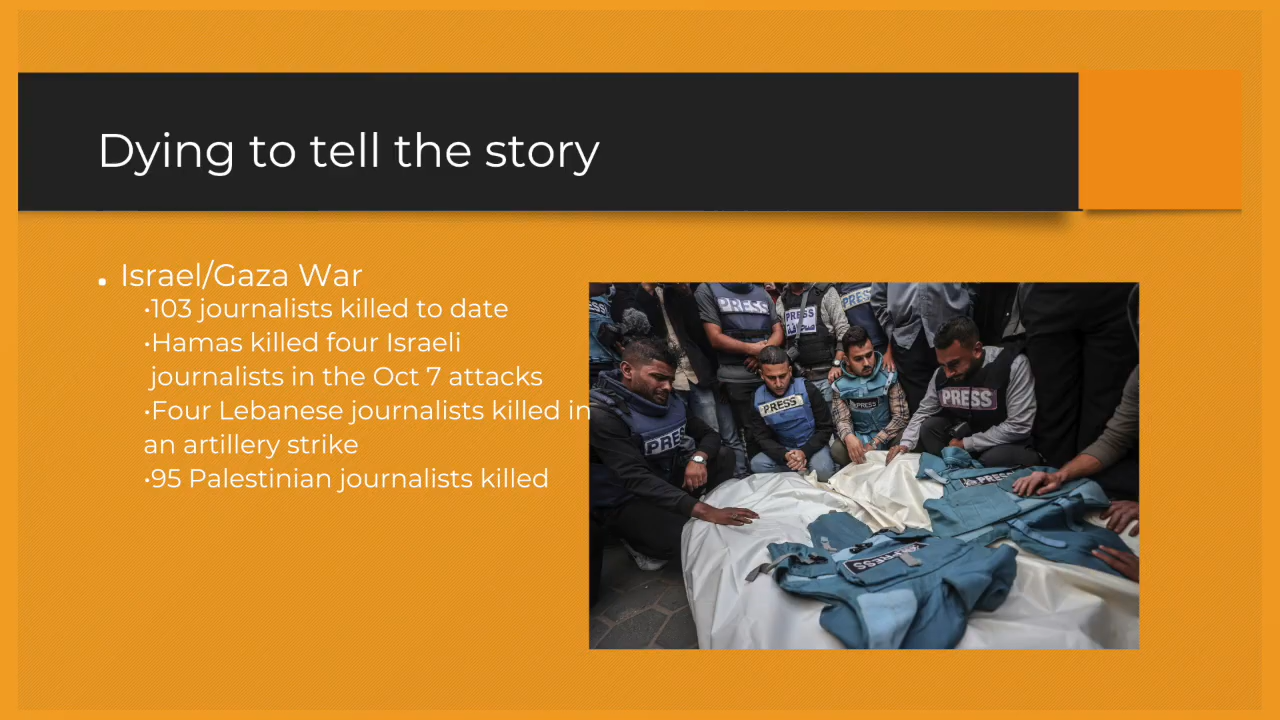 Dying to tell the story
• Israel/Gaza War
•103 journalists killed to date
•Hamas killed four Israeli
journalists in the Oct 7 attacks
•Four Lebanese journalists killed in
an artillery strike
•95 Palestinian journalists killed
PRESS
PRESS
PRESS
PRESS
PRESS
PRESS
PRESS
PRESS
PRESS